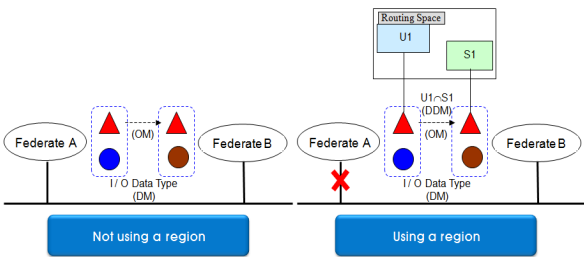 Routing Space
U1
S1
U1∩S1
(DDM)
(OM)
(OM)
Federate A
Federate B
Federate A
Federate B
I / O Data Type
(DM)
I / O Data Type
(DM)
Not using a region
Using a region